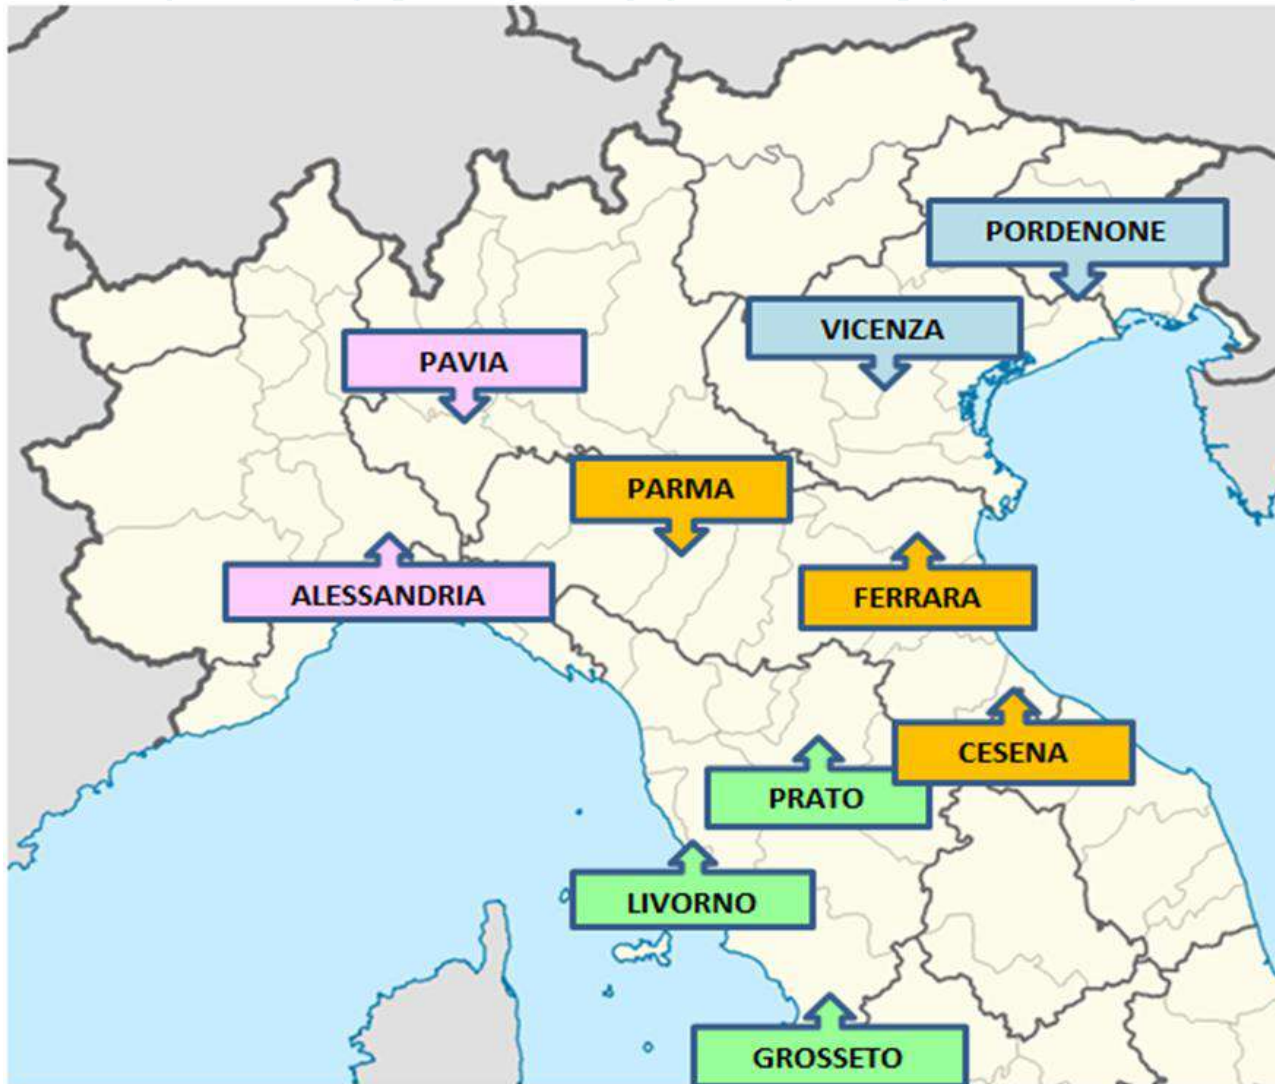 PORDENONE
VICENZA
PAVIA
PARMA
ALESSANDRIA
FERRARA
CESENA
PRATO
LIVORNO
GROSSETO